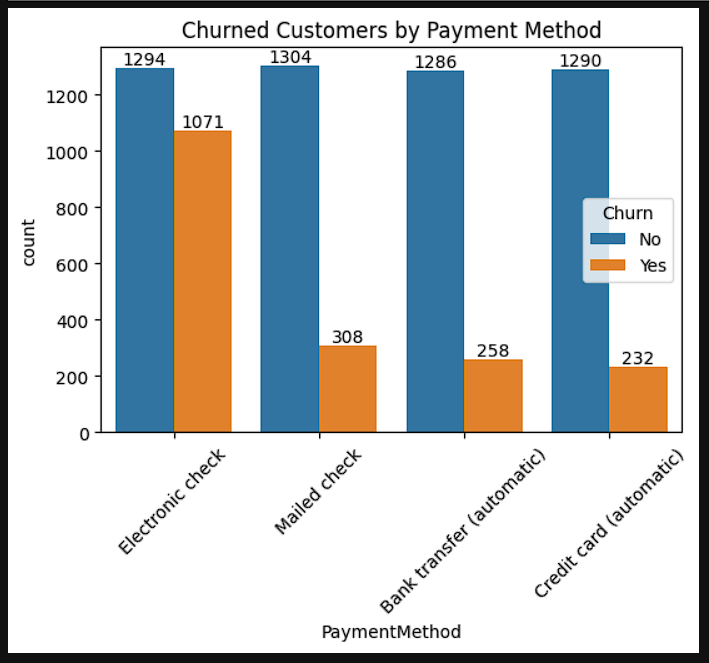 Churned Customers by Payment Method
1294
1071
1304
308
1286
258
1290
232
count
0
200
400
600
800
1000
1200
Churn
No
Yes
Electronic check
Mailed check
Bank transfer (automatic)
Credit card (automatic)
PaymentMethod